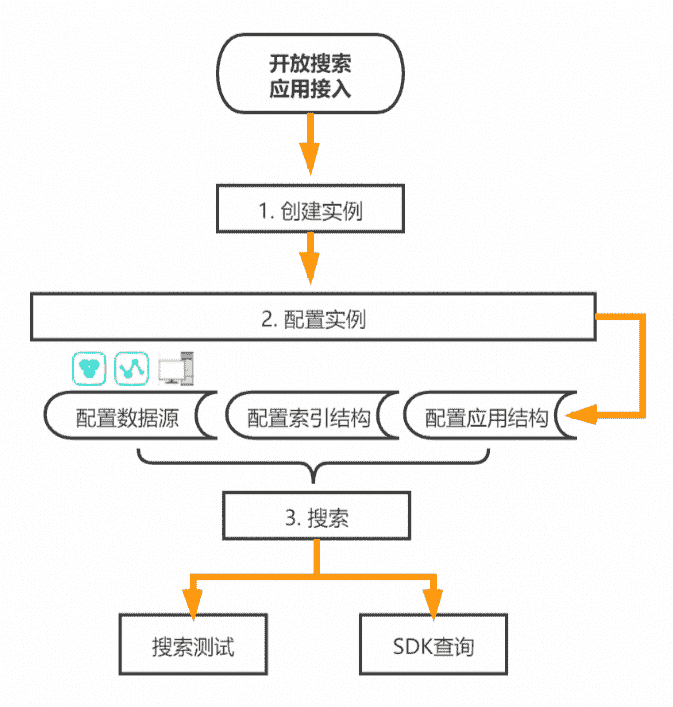 开放搜索
应用接入
1. 创建实例
2. 配置实例
配置数据源
配置索引结构
配置应用结构
3. 搜索
搜索测试
SDK查询